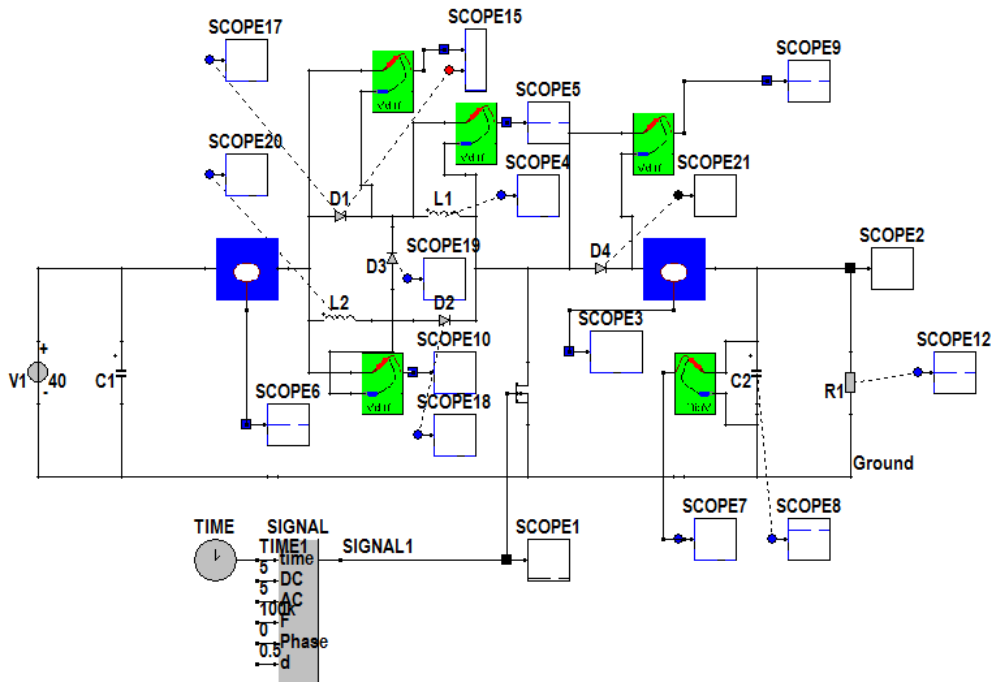 SCOPE17
SCOPE15
SCOPE9
SCOPE5
SCOPE20
SCOPE4
SCOPE21
D1
L1
SCOPE19
D3
D4
SCOPE2
L2
D2
SCOPE3
SCOPE10
SCOPE12
+
V1
40
-
C1
C2
R1
SCOPE6
SCOPE18
Ground
SCOPE7
SCOPE8
TIME
SIGNAL
SCOPE1
TIME1
SIGNAL1
time
5
DC
5
AC
100k
F
0
Phase
0.5
d